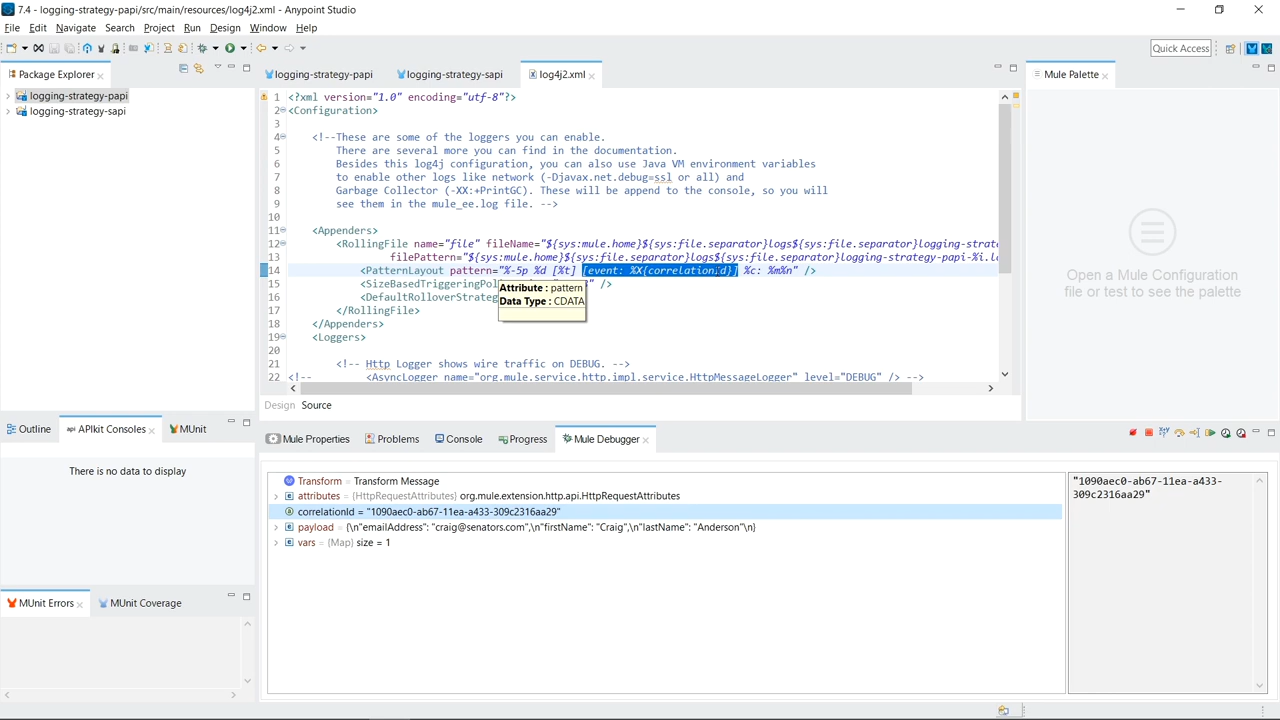 7.4 - logging-strategy-papi/src/main/resources/log4j2.xml - Anypoint Studio
File Edit Navigate Search Project Run Design Window Help
Quick Access
Package Explorer
logging-strategy-papi
logging-strategy-sapi
logging-strategy-papi
logging-strategy-sapi
log4j2.xml
1 <?xml version="1.0" encoding="utf-8"?>
2 <Configuration>
3
4 <!--These are some of the loggers you can enable.
5 There are several more you can find in the documentation.
6 Besides this log4j configuration, you can also use Java VM environment variables
7 to enable other logs like network (-Djavax.net.debug=ssl or all) and
8 Garbage Collector (-XX:+PrintGC). These will be append to the console, so you will
9 see them in the mule_ee.log file. -->
10
11 <Appenders>
12 <RollingFile name="file" fileName="${sys:mule.home}${sys:file.separator}logs${sys:file.separator}logging-strate
13 filePattern="${sys:mule.home}${sys:file.separator}logs${sys:file.separator}logging-strategy-papi-%i.lo
14 <PatternLayout pattern="%-5p %d [%t] [event: %X{correlationId}] %c: %m%n" />
15 <SizeBasedTriggeringPol " />
16 <DefaultRolloverStrateg
17 </RollingFile>
18 </Appenders>
19 <Loggers>
20
21 <!-- Http Logger shows wire traffic on DEBUG. -->
22 <!-- <AsyncLogger name="org.mule.service.http.impl.service.HttpMessageLogger" level="DEBUG" /> -->
Attribute : pattern
Data Type : CDATA
Design Source
Mule Palette
Open a Mule Configuration
file or test to see the palette
Outline
APIkit Consoles
MUnit
There is no data to display
MUnit Errors
MUnit Coverage
Mule Properties
Problems
Console
Progress
Mule Debugger
Transform = Transform Message
attributes = {HttpRequestAttributes} org.mule.extension.http.api.HttpRequestAttributes
correlationId = "1090aec0-ab67-11ea-a433-309c2316aa29"
payload = {\n"emailAddress": "craig@senators.com",\n"firstName": "Craig",\n"lastName": "Anderson"\n}
vars = {Map} size = 1
"1090aec0-ab67-11ea-a433-
309c2316aa29"